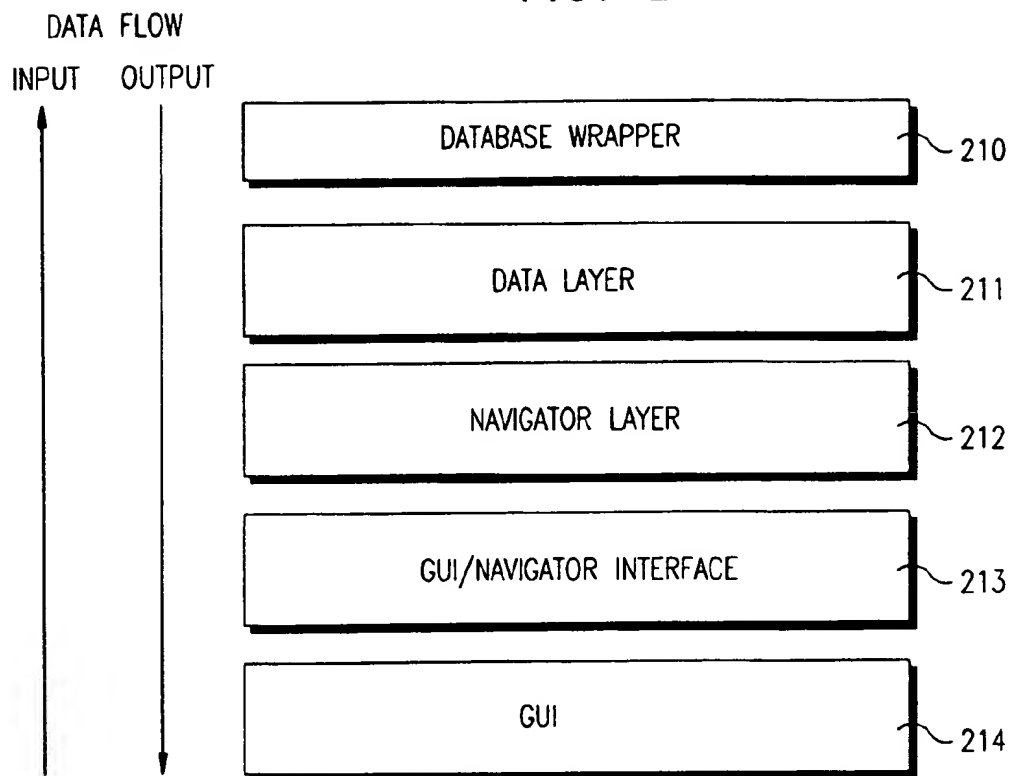 DATA FLOW
INPUT OUTPUT
DATABASE WRAPPER
210
DATA LAYER
211
NAVIGATOR LAYER
212
GUI/NAVIGATOR INTERFACE
213
GUI
214